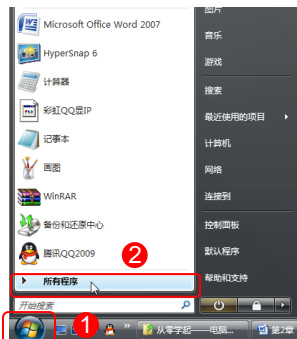 Microsoft Office Word 2007
HyperSnap 6
计算器
彩虹QQ显IP
记事本
画图
WinRAR
备份和还原中心
腾讯QQ2009
2
所有程序
开始搜索
图片
音乐
游戏
搜索
最近使用的项目
计算机
网络
连接到
控制面板
默认程序
帮助和支持
1
»
从零学起——电脑...
第2章